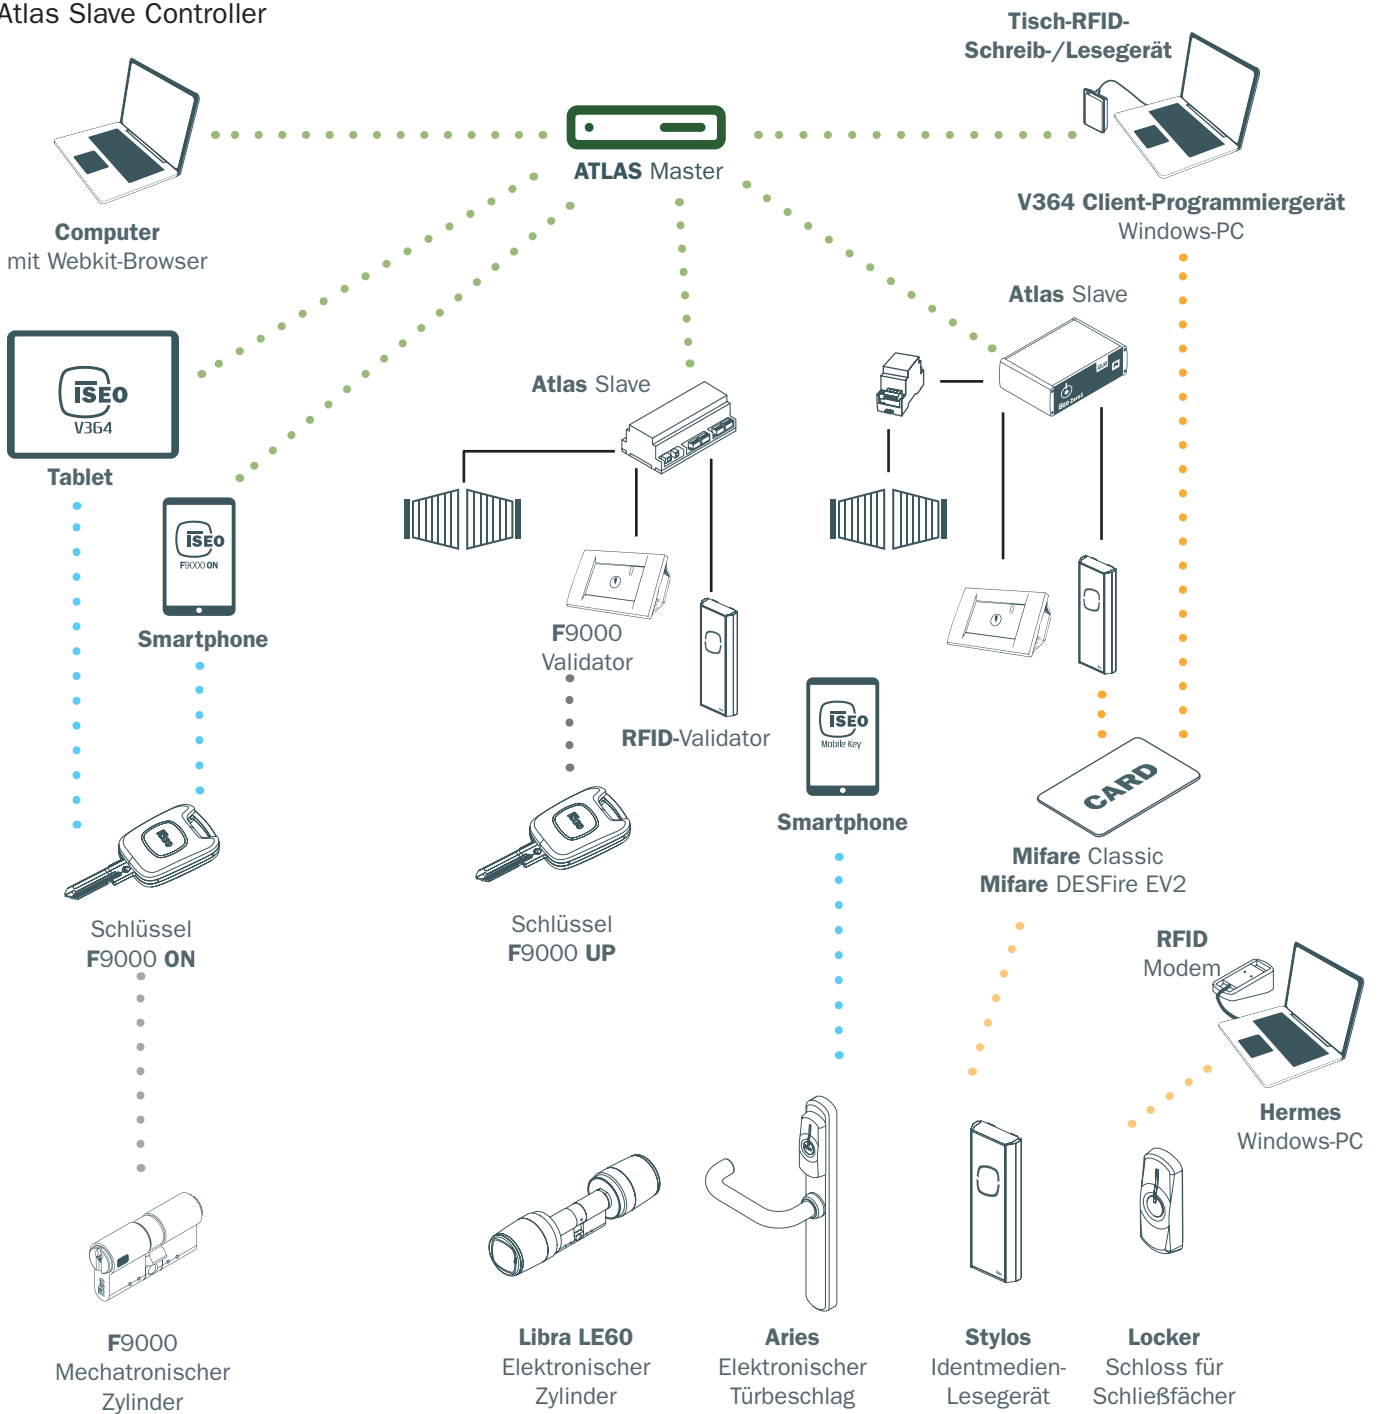 Atlas Slave Controller
Tisch-RFID-
Schreib-/Lesegerät
ATLAS Master
V364 Client-Programmiergerät
Windows-PC
Computer
mit Webkit-Browser
Atlas Slave
ISEO
V364
Atlas Slave
Tablet
ISEO
F9000 ON
Smartphone
F9000
Validator
RFID-Validator
ISEO
Mobile Key
Smartphone
CARD
Mifare Classic
Mifare DESFire EV2
Schlüssel
F9000 ON
Schlüssel
F9000 UP
RFID
Modem
Hermes
Windows-PC
F9000
Mechatronischer
Zylinder
Libra LE60
Elektronischer
Zylinder
Aries
Elektronischer
Türbeschlag
Stylos
Identmedien-
Lesegerät
Locker
Schloss für
Schließfächer